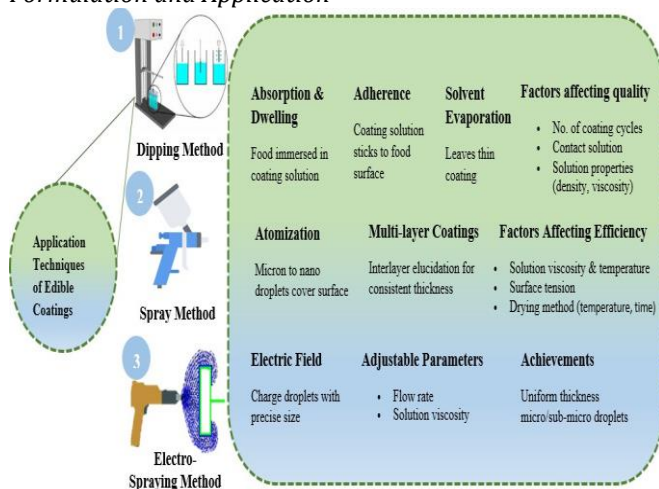 Formulation and Application
1
Dipping Method
2
Spray Method
3
Electro-
Spraying Method
Application
Techniques
of Edible
Coatings
Absorption &
Dwelling
Food immersed in
coating solution
Adherence
Coating solution
sticks to food
surface
Solvent
Evaporation
Leaves thin
coating
Factors affecting quality
• No. of coating cycles
• Contact solution
• Solution properties
(density, viscosity)
Atomization
Micron to nano
droplets cover surface
Multi-layer Coatings
Interlayer elucidation for
consistent thickness
Factors Affecting Efficiency
• Solution viscosity & temperature
• Surface tension
• Drying method (temperature, time)
Electric Field
Charge droplets with
precise size
Adjustable Parameters
• Flow rate
• Solution viscosity
Achievements
Uniform thickness
micro/sub-micro droplets